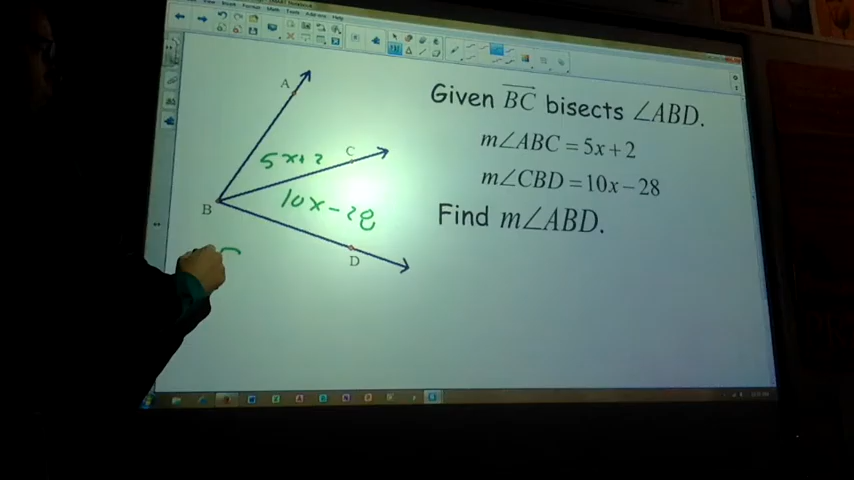 Given BC bisects ∠ABD.
m∠ABC = 5x+2
m∠CBD = 10x−28
Find m∠ABD.
A
5x+2
C
10x-28
B
D